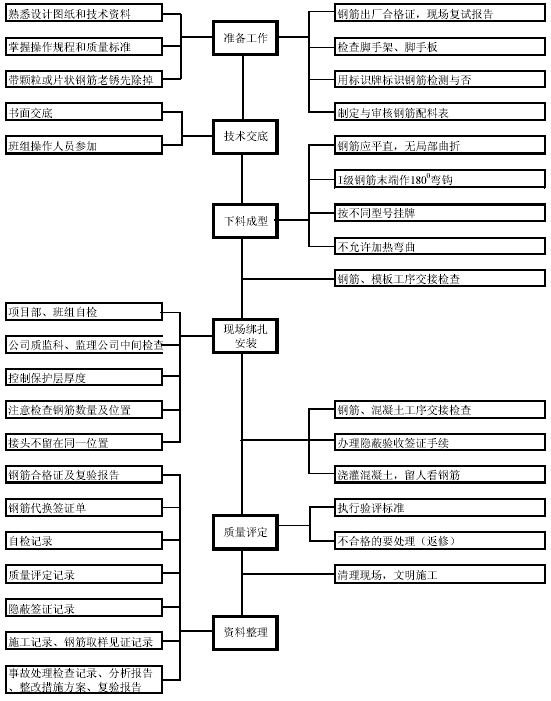 熟悉设计图纸和技术资料
掌握操作规程和质量标准
带颗粒或片状钢筋老锈先除掉
准备工作
钢筋出厂合格证，现场复试报告
检查脚手架、脚手板
用标识牌标识钢筋检测与否
制定与审核钢筋配料表
书面交底
班组操作人员参加
技术交底
钢筋应平直，无局部曲折
I级钢筋末端作180⁰弯钩
按不同型号挂牌
不允许加热弯曲
下料成型
钢筋、模板工序交接检查
项目部、班组自检
公司质监科、监理公司中间检查
控制保护层厚度
注意检查钢筋数量及位置
接头不留在同一位置
现场绑扎
安装
钢筋、混凝土工序交接检查
办理隐蔽验收签证手续
浇灌混凝土，留人看钢筋
质量评定
执行验评标准
不合格的要处理（返修）
清理现场，文明施工
钢筋合格证及复验报告
钢筋代换签证单
自检记录
质量评定记录
隐蔽签证记录
施工记录、钢筋取样见证记录
事故处理检查记录、分析报告
、整改措施方案、复验报告
资料整理